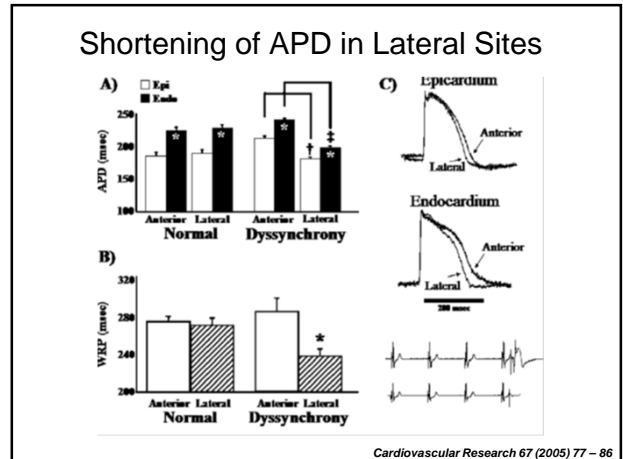 Shortening of APD in Lateral Sites
A)
Epi
Endo
APD (msec)
250
200
150
100
*
*
*
†
‡
*
Anterior Lateral Anterior Lateral
Normal Dyssynchrony
B)
WRP (msec)
320
280
240
200
*
Anterior Lateral Anterior Lateral
Normal Dyssynchrony
C)
Epicardium
Anterior
Lateral
Endocardium
Anterior
Lateral
200 msec
Cardiovascular Research 67 (2005) 77 – 86